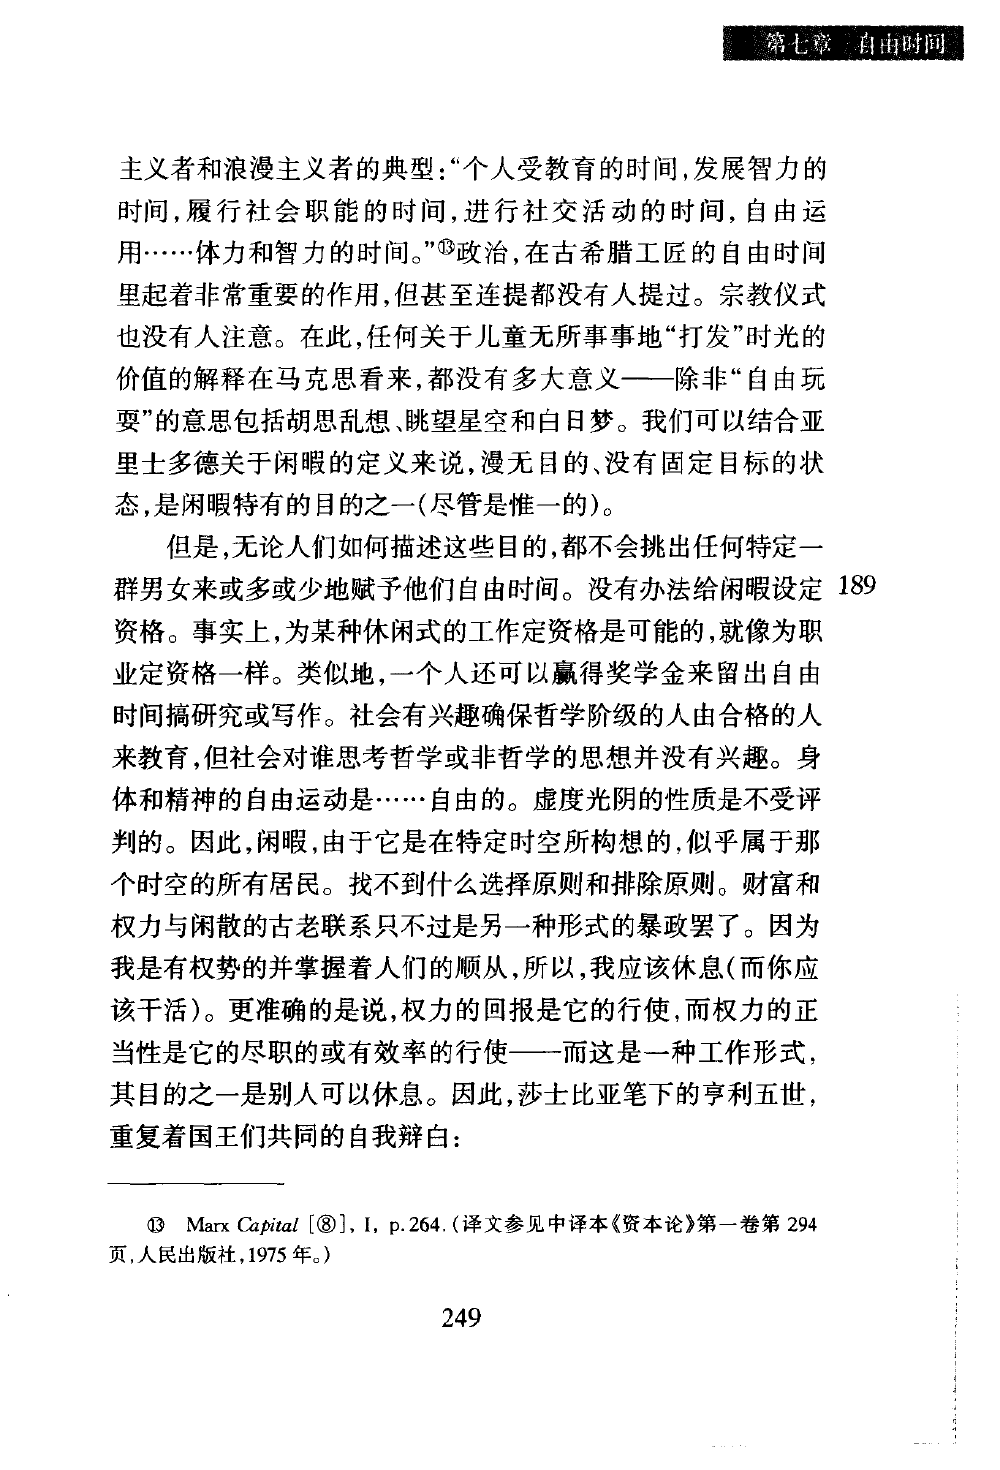 第七章 自由时间
主义者和浪漫主义者的典型:“个人受教育的时间,发展智力的
时间,履行社会职能的时间,进行社交活动的时间,自由运
用……体力和智力的时间。”⑬政治,在古希腊工匠的自由时间
里起着非常重要的作用,但甚至连提都没有人提过。宗教仪式
也没有人注意。在此,任何关于儿童无所事事地“打发”时光的
价值的解释在马克思看来,都没有多大意义——除非“自由玩
耍”的意思包括胡思乱想、眺望星空和白日梦。我们可以结合亚
里士多德关于闲暇的定义来说,漫无目的、没有固定目标的状
态,是闲暇特有的目的之一(尽管是惟一的)。
但是,无论人们如何描述这些目的,都不会挑出任何特定一
群男女来或多或少地赋予他们自由时间。没有办法给闲暇设定 189
资格。事实上,为某种休闲式的工作定资格是可能的,就像为职
业定资格一样。类似地,一个人还可以赢得奖学金来留出自由
时间搞研究或写作。社会有兴趣确保哲学阶级的人由合格的人
来教育,但社会对谁思考哲学或非哲学的思想并没有兴趣。身
体和精神的自由运动是……自由的。虚度光阴的性质是不受评
判的。因此,闲暇,由于它是在特定时空所构想的,似乎属于那
个时空的所有居民。找不到什么选择原则和排除原则。财富和
权力与闲散的古老联系只不过是另一种形式的暴政罢了。因为
我是有权势的并掌握着人们的顺从,所以,我应该休息(而你应
该干活)。更准确的是说,权力的回报是它的行使,而权力的正
当性是它的尽职的或有效率的行使——而这是一种工作形式,
其目的之一是别人可以休息。因此,莎士比亚笔下的亨利五世,
重复着国王们共同的自我辩白:
⑬ Marx Capital [⑧], I, p.264.(译文参见中译本《资本论》第一卷第 294
页,人民出版社,1975年。)
249